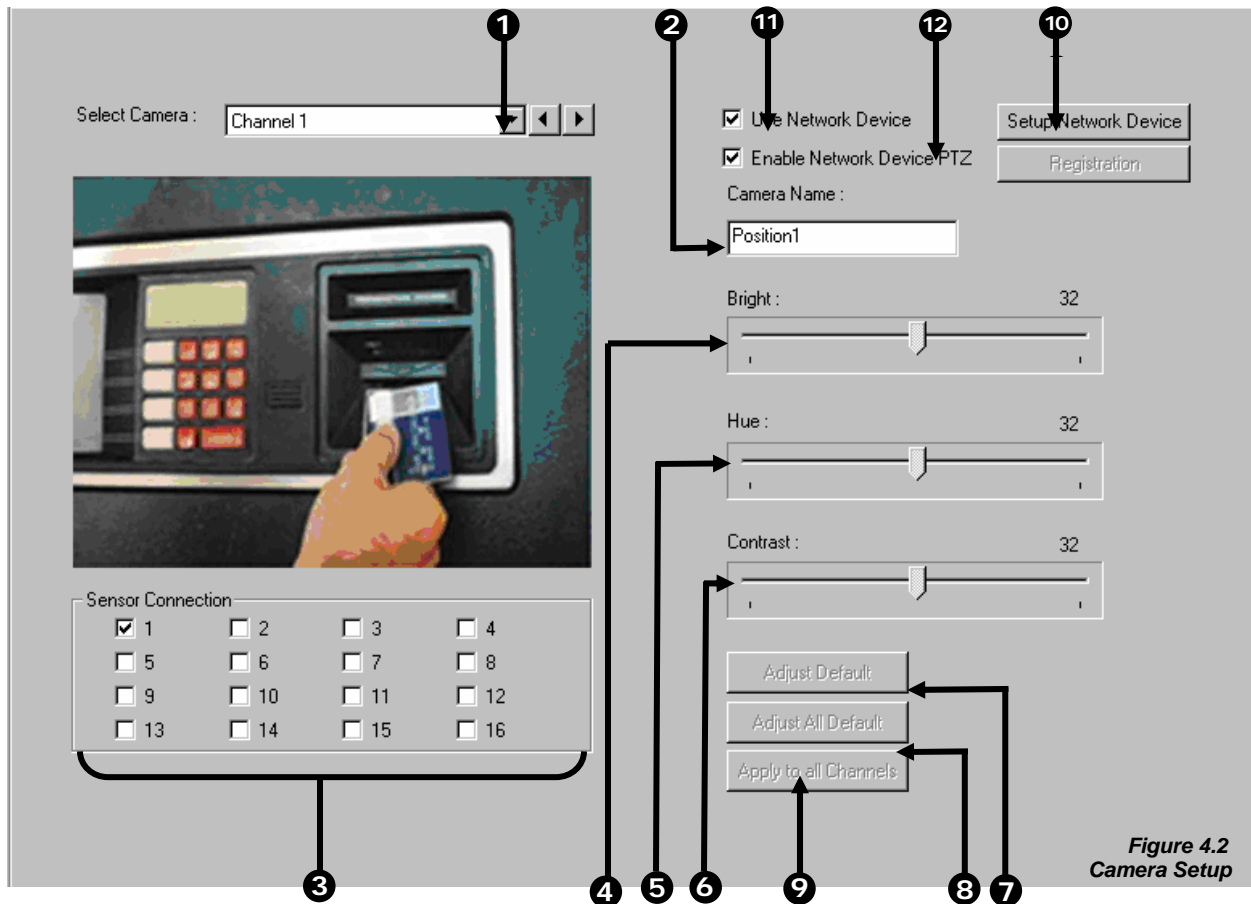 1
2
11
12
10
Select Camera :
Channel 1
Use Network Device
Setup Network Device
Enable Network Device PTZ
Registration
Camera Name :
Position1
Bright :
32
Hue :
32
Contrast :
32
Sensor Connection
1 2 3 4
5 6 7 8
9 10 11 12
13 14 15 16
Adjust Default
Adjust All Default
Apply to all Channels
Figure 4.2
Camera Setup
3
4
5
6
9
8
7